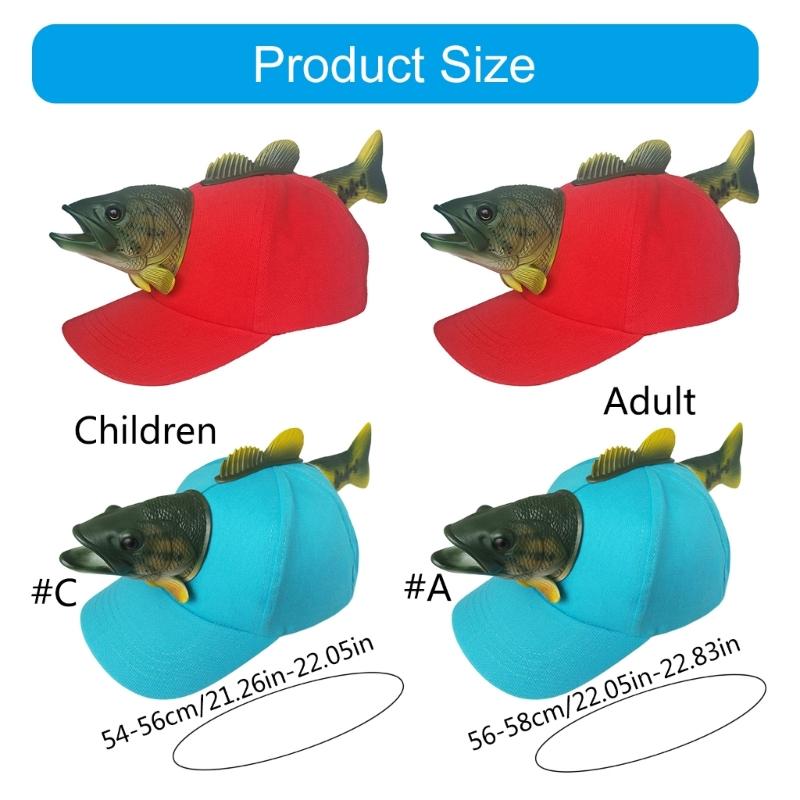 Product Size
Children
Adult
#C
#A
54-56cm/21.26in-22.05in
56-58cm/22.05in-22.83in